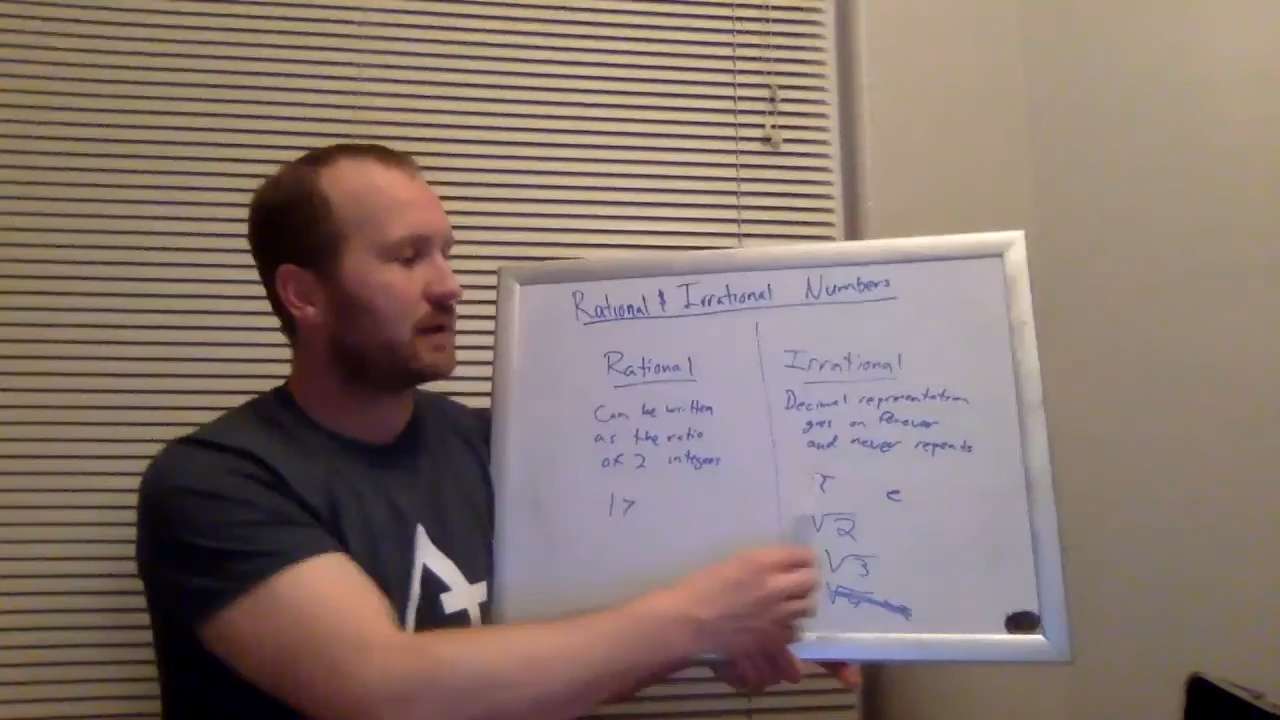 Rational & Irrational Numbers
Rational
Can be written
as the ratio
of 2 integers
Irrational
Decimal representation
goes on forever
and never repeats
π e
√2
√3